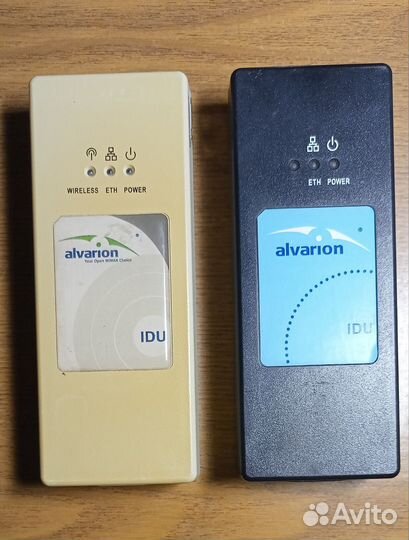 WIRELESS ETH POWER
alvarion
Your Open WiMAX Choice
IDU
ETH POWER
alvarion
IDU
Avito